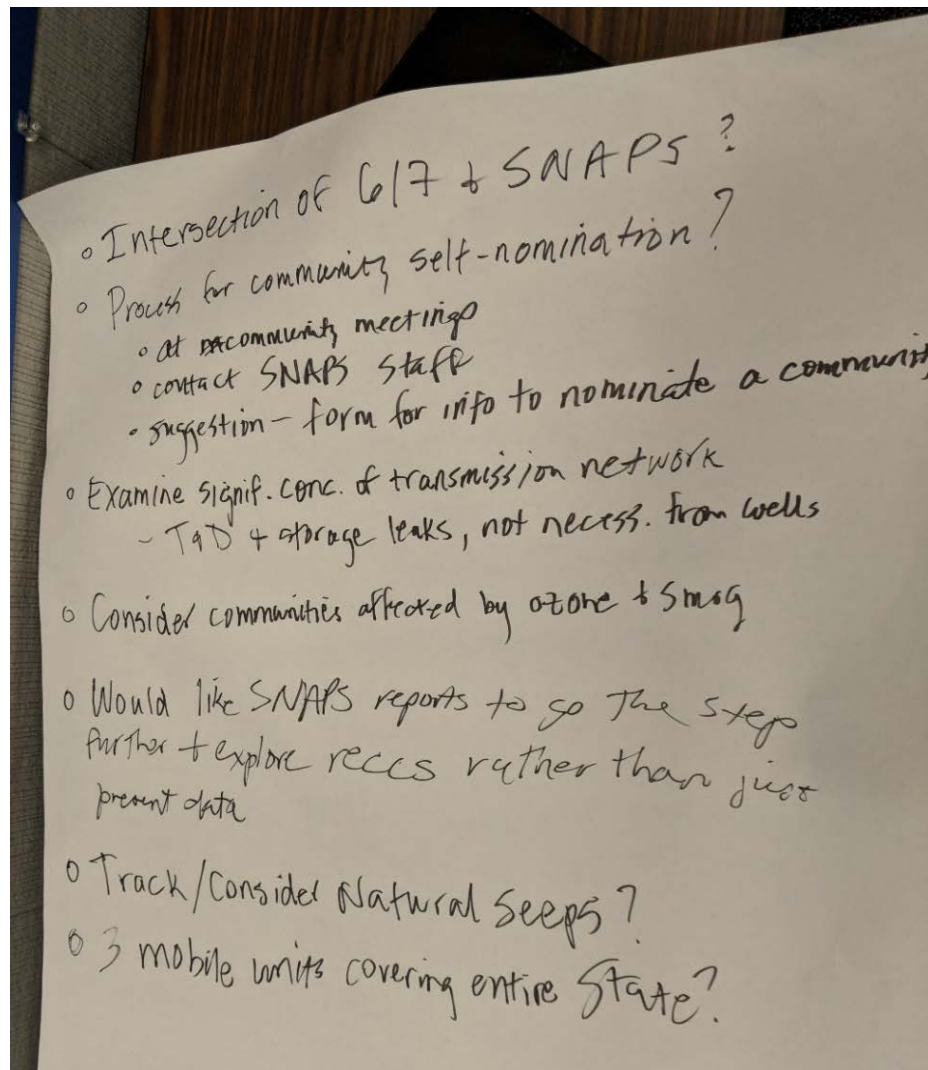 ◦ Intersection of 617 + SNAPS?
◦ Process for community self-nomination?
◦ at community meetings
◦ contact SNAPS staff
◦ suggestion - form for info to nominate a communit
◦ Examine signif. conc. of transmission network
- T&D + storage leaks, not necess. from wells
◦ Consider communities affected by ozone + smog
◦ Would like SNAPS reports to go the step
further + explore reccs rather than just
present data
◦ Track/Consider Natural Seeps?
◦ 3 mobile units covering entire State?